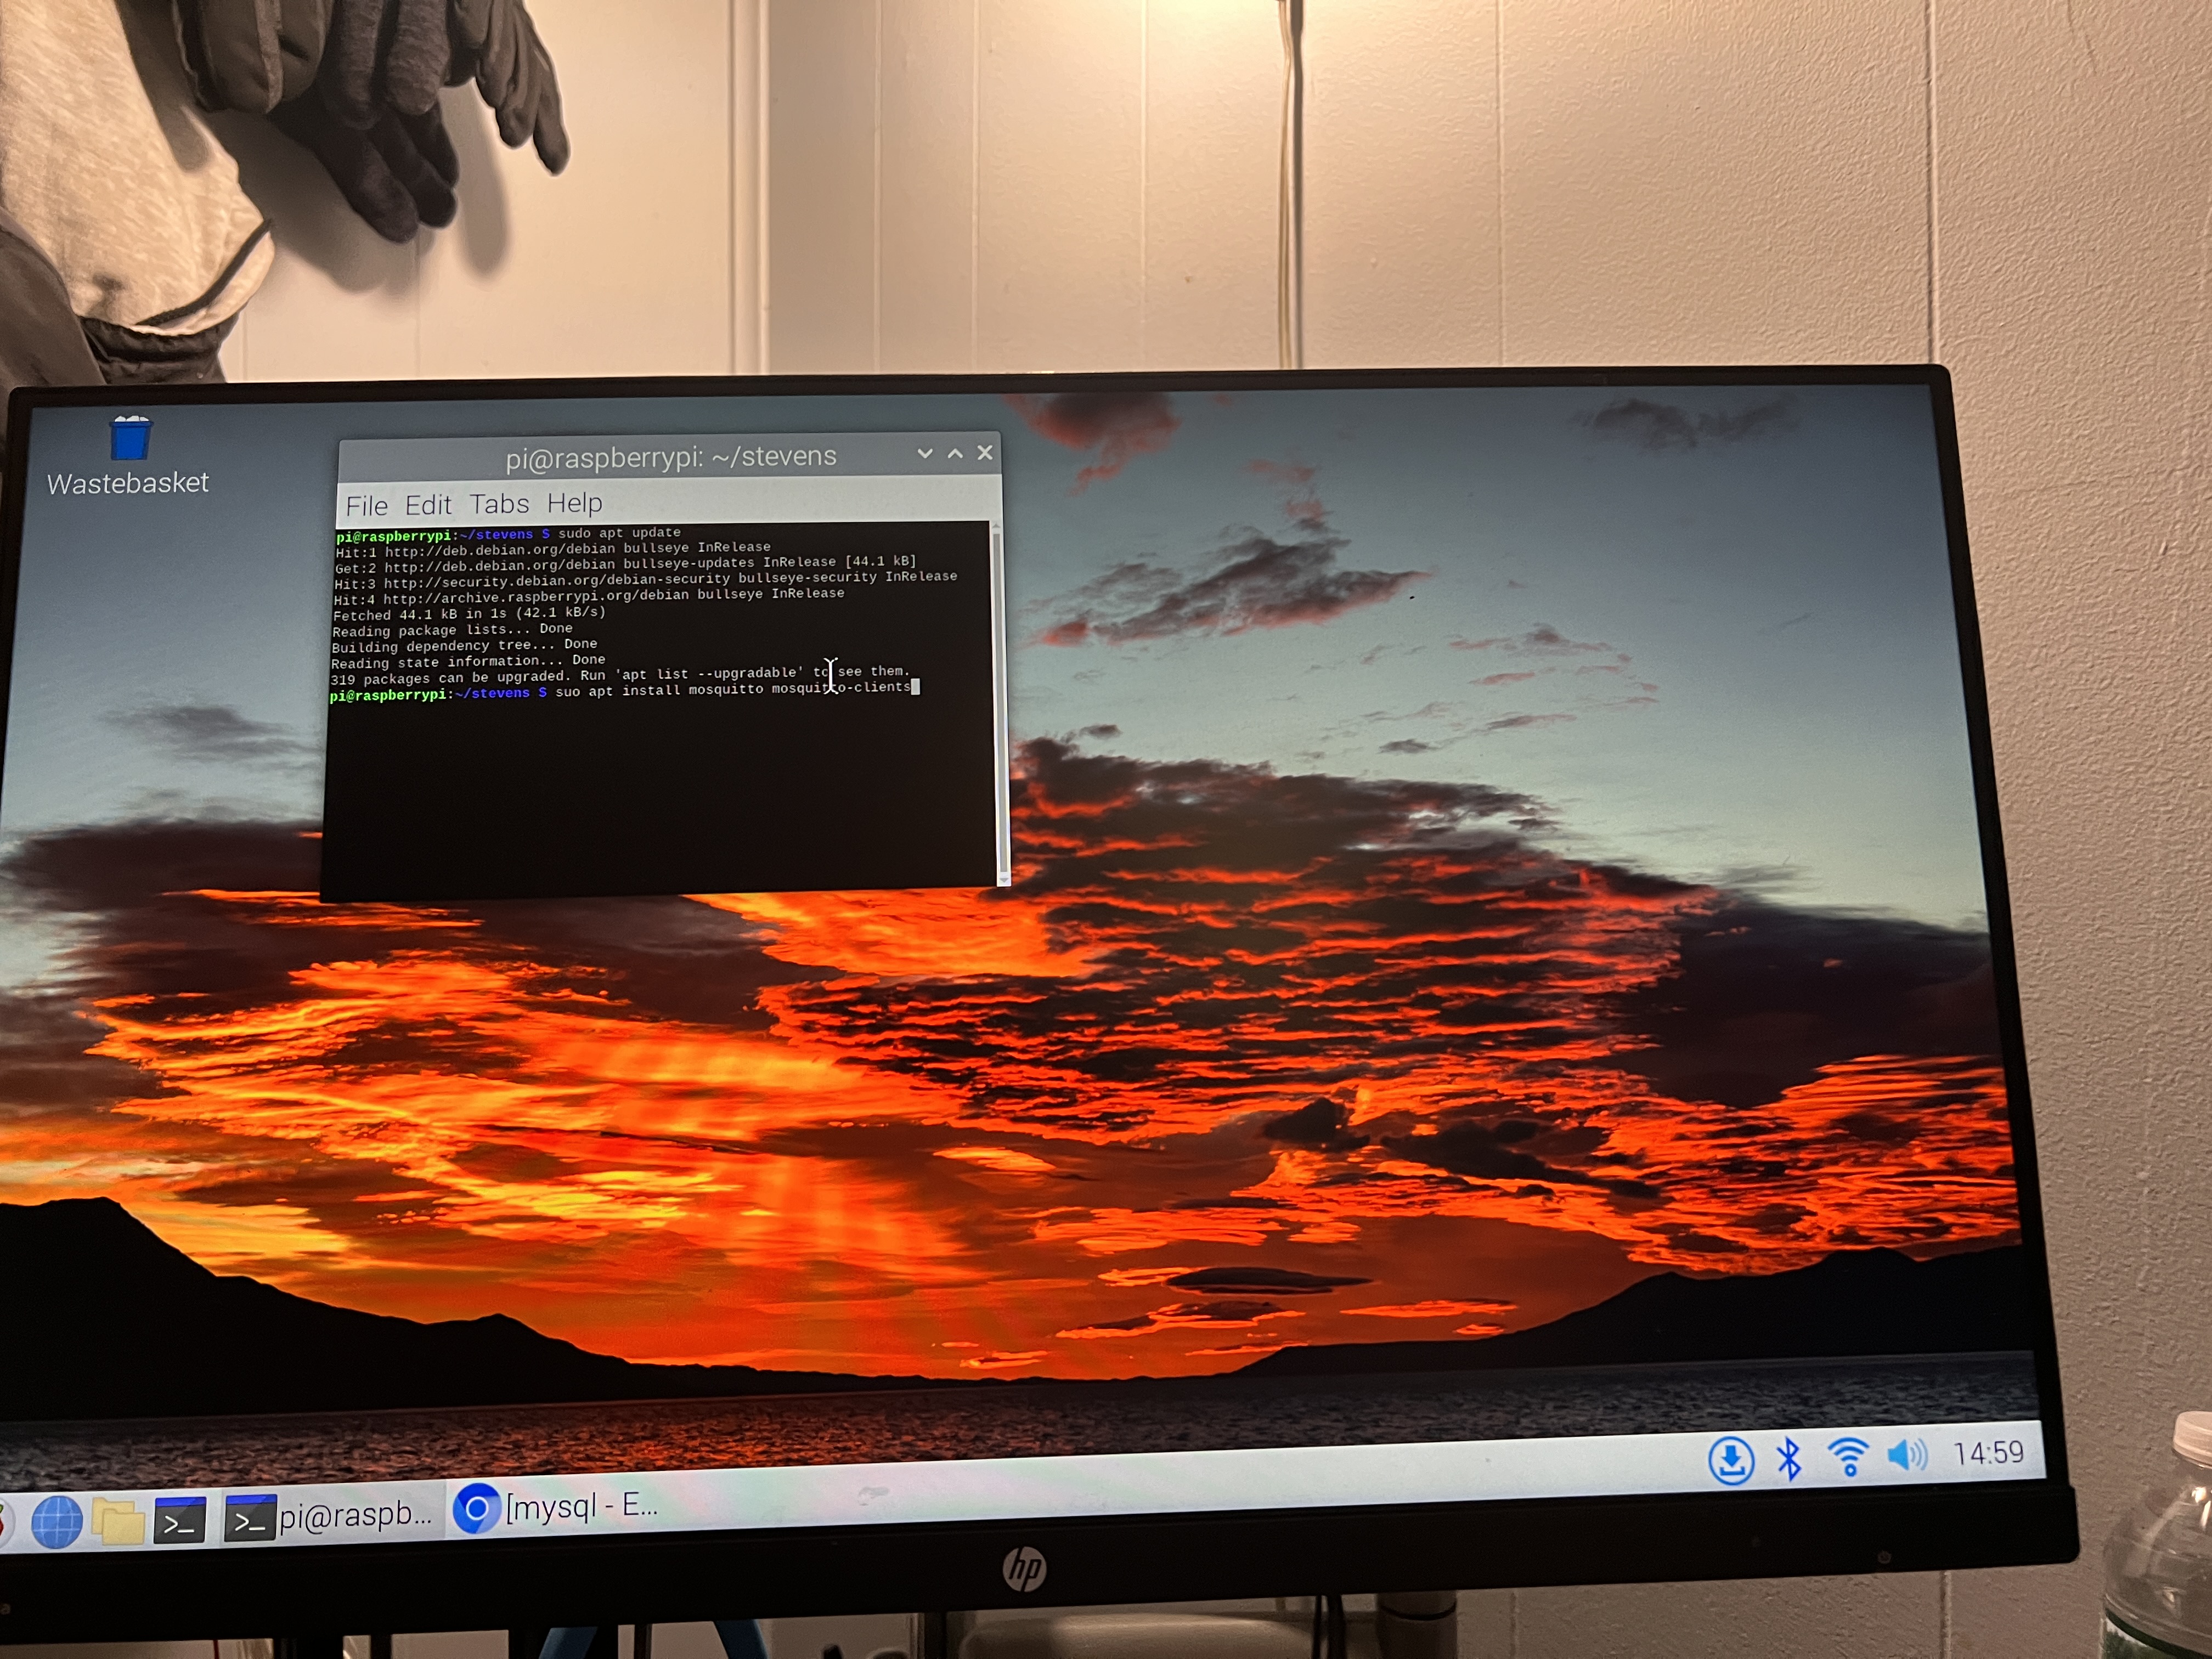 Wastebasket
pi@raspberrypi: ~/stevens
File Edit Tabs Help
pi@raspberrypi:~/stevens $ sudo apt update
Hit:1 http://deb.debian.org/debian bullseye InRelease
Get:2 http://deb.debian.org/debian bullseye-updates InRelease [44.1 kB]
Hit:3 http://security.debian.org/debian-security bullseye-security InRelease
Hit:4 http://archive.raspberrypi.org/debian bullseye InRelease
Fetched 44.1 kB in 1s (42.1 kB/s)
Reading package lists... Done
Building dependency tree... Done
Reading state information... Done
319 packages can be upgraded. Run 'apt list --upgradable' to see them.
pi@raspberrypi:~/stevens $ suo apt install mosquitto mosquitto-clients
14:59
pi@raspb...
[mysql - E...
hp